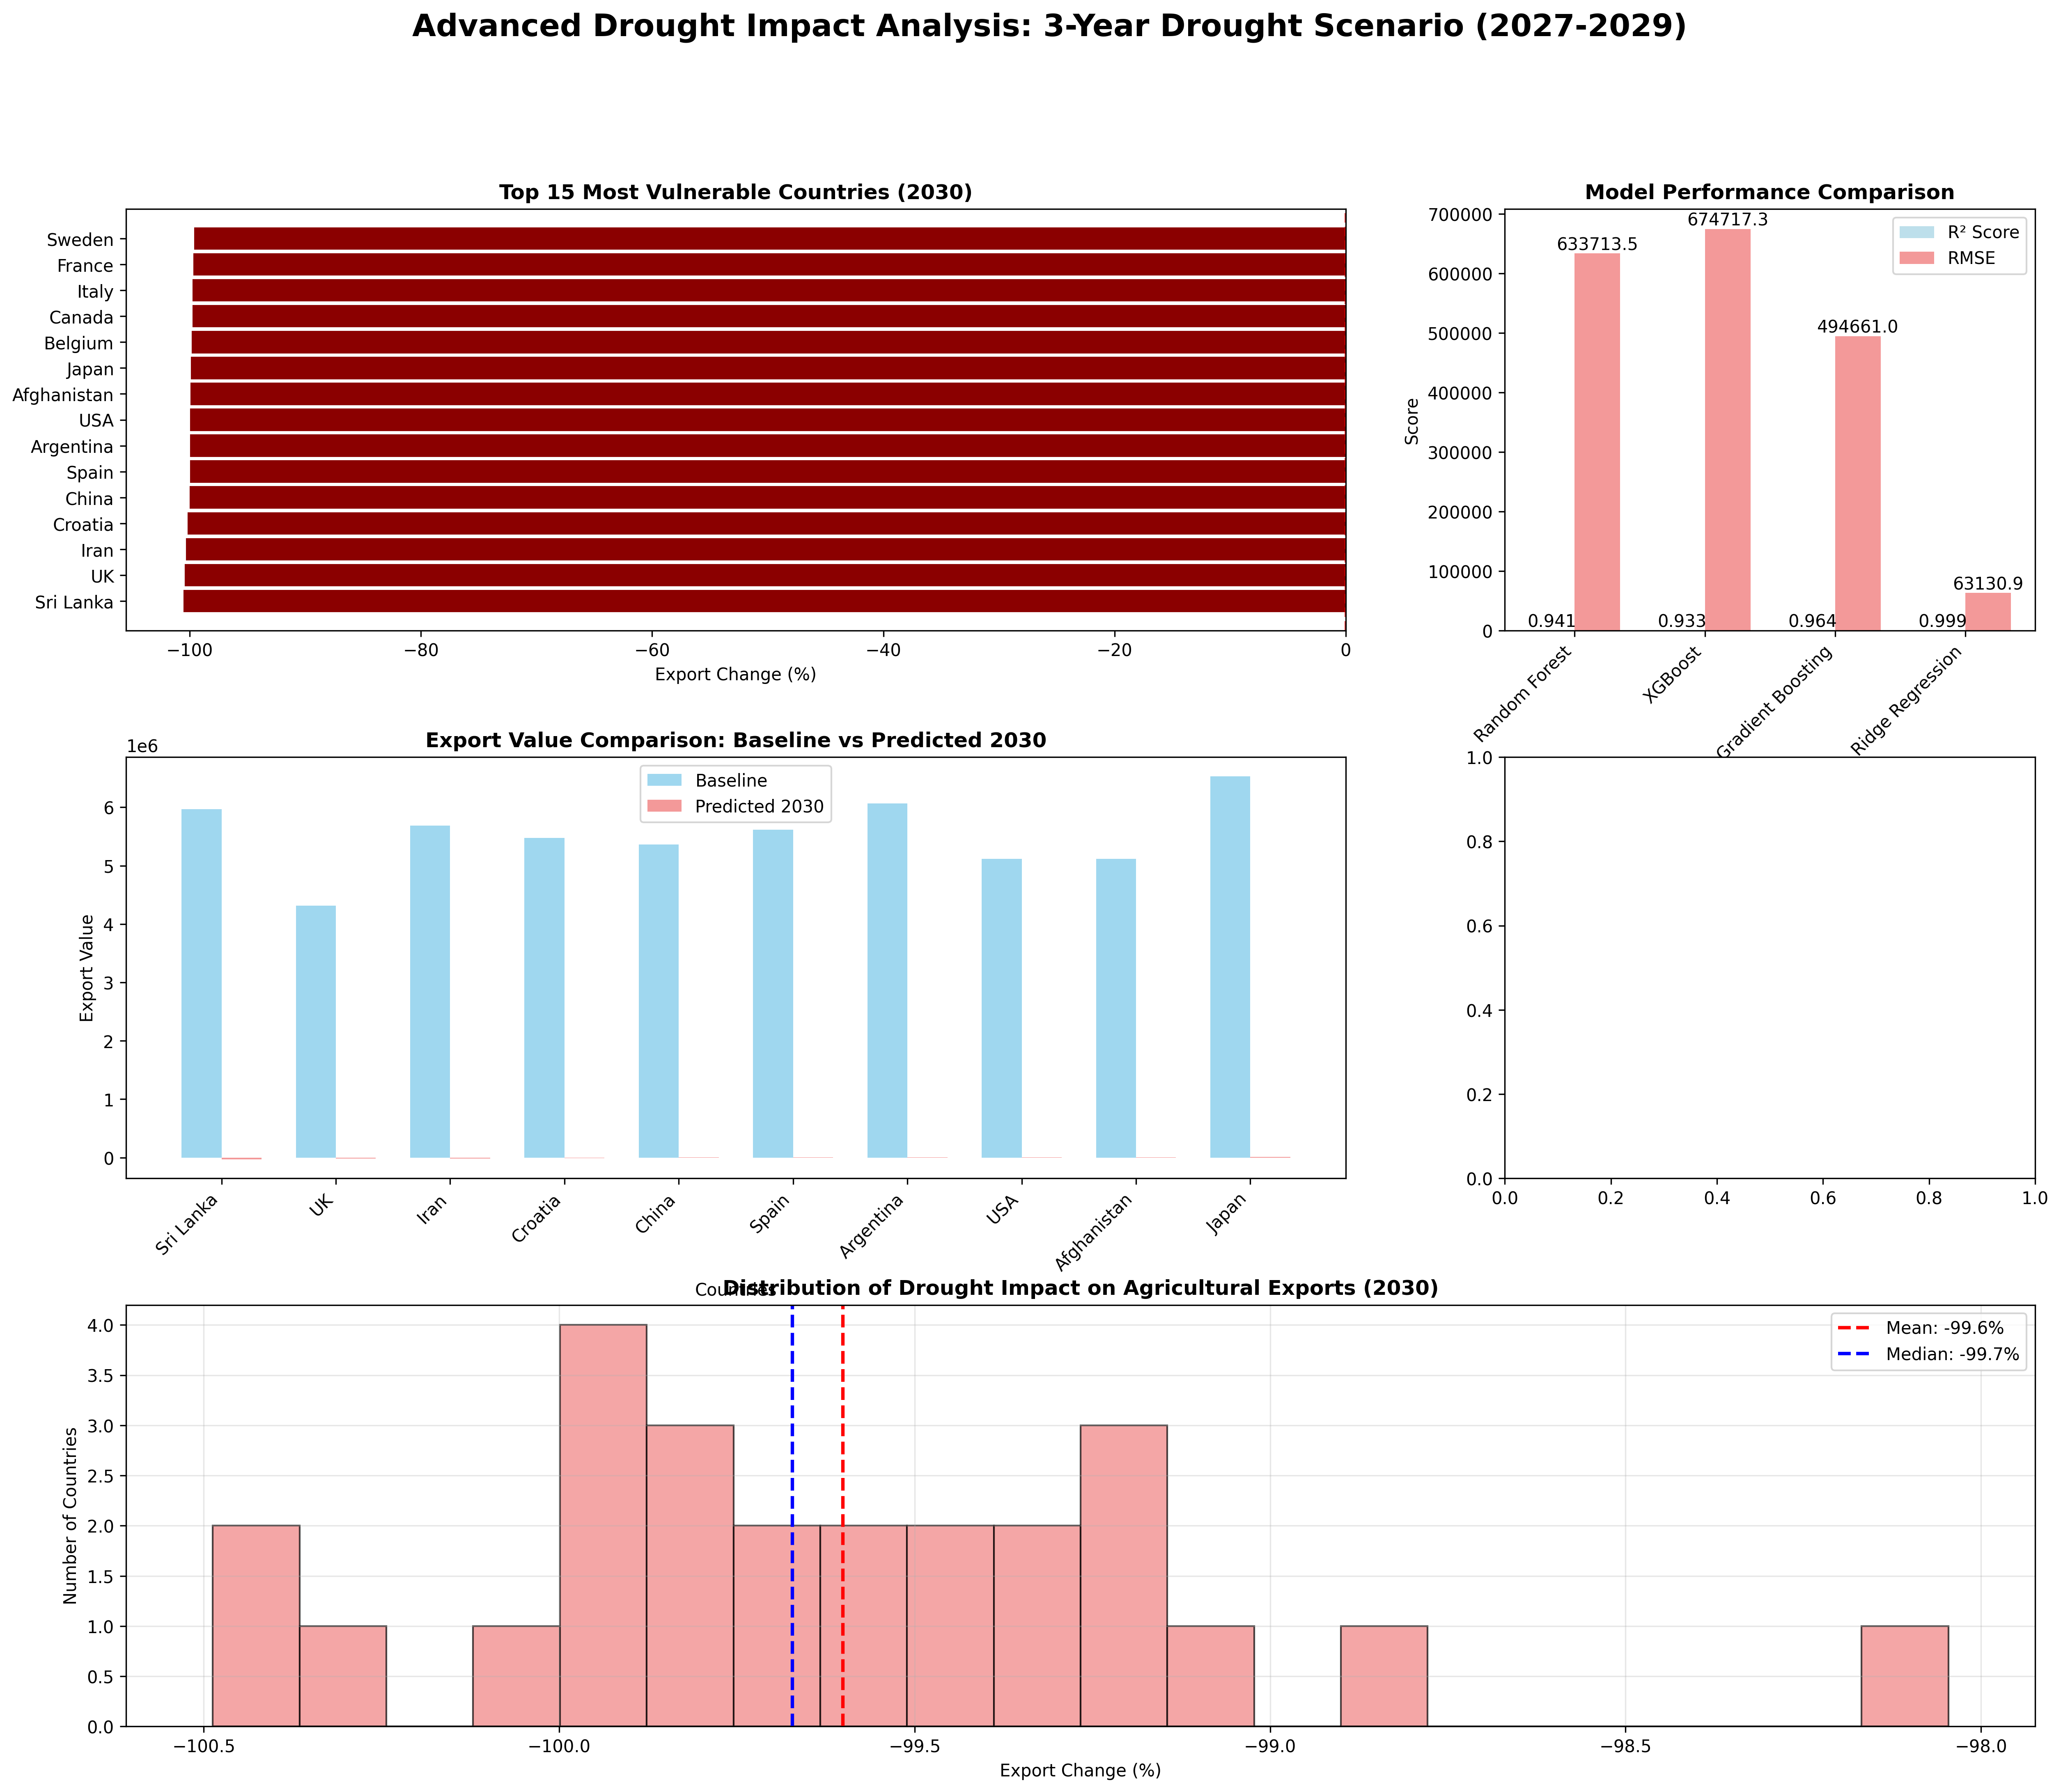 Advanced Drought Impact Analysis: 3-Year Drought Scenario (2027-2029)
Top 15 Most Vulnerable Countries (2030)
Sweden
France
Italy
Canada
Belgium
Japan
Afghanistan
USA
Argentina
Spain
China
Croatia
Iran
UK
Sri Lanka
−100
−80
−60
−40
−20
0
Export Change (%)
Model Performance Comparison
Score
700000
600000
500000
400000
300000
200000
100000
0
R² Score
RMSE
633713.5
674717.3
494661.0
63130.9
0.941
0.933
0.964
0.999
Random Forest
XGBoost
Gradient Boosting
Ridge Regression
Export Value Comparison: Baseline vs Predicted 2030
1e6
Export Value
6
5
4
3
2
1
0
Baseline
Predicted 2030
Sri Lanka
UK
Iran
Croatia
China
Spain
Argentina
USA
Afghanistan
Japan
Countries
1.0
0.8
0.6
0.4
0.2
0.0
0.0
0.2
0.4
0.6
0.8
1.0
Distribution of Drought Impact on Agricultural Exports (2030)
Number of Countries
4.0
3.5
3.0
2.5
2.0
1.5
1.0
0.5
0.0
Mean: -99.6%
Median: -99.7%
−100.5
−100.0
−99.5
−99.0
−98.5
−98.0
Export Change (%)